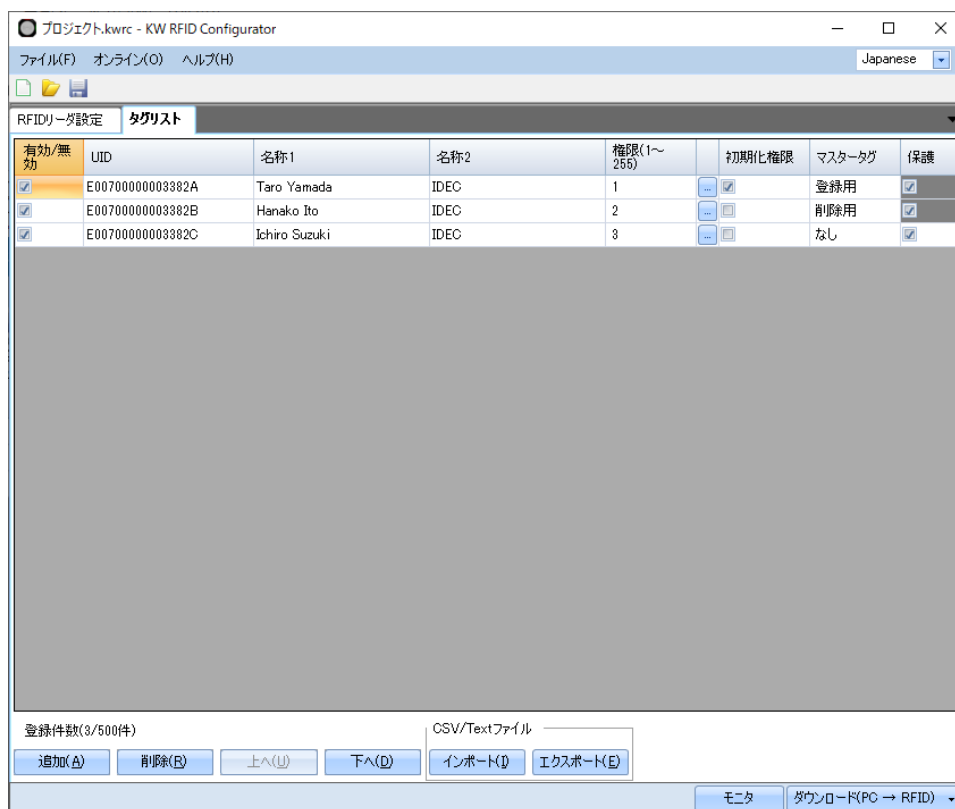 プロジェクト.kwrc - KW RFID Configurator
ファイル(F) オンライン(O) ヘルプ(H) Japanese
RFIDリーダ設定 タグリスト
有効/無効 UID 名称1 名称2 権限(1～255) 初期化権限 マスタータグ 保護
E00700000003382A Taro Yamada IDEC 1 ... 登録用
E00700000003382B Hanako Ito IDEC 2 ... 削除用
E00700000003382C Ichiro Suzuki IDEC 3 ... なし
登録件数(3/500件) CSV/Textファイル
追加(A) 削除(R) 上へ(U) 下へ(D) インポート(I) エクスポート(E)
モニタ ダウンロード(PC → RFID)